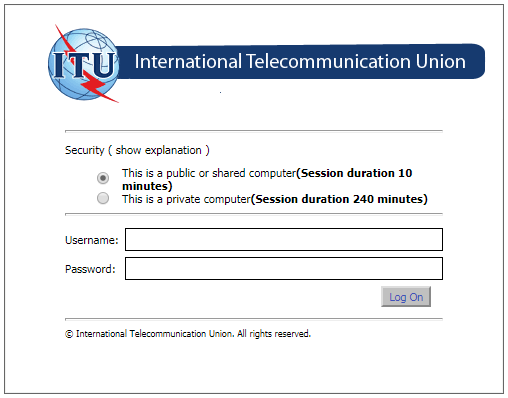 ITU
International Telecommunication Union
Security ( show explanation )
This is a public or shared computer(Session duration 10
minutes)
This is a private computer(Session duration 240 minutes)
Username:
Password:
Log On
© International Telecommunication Union. All rights reserved.